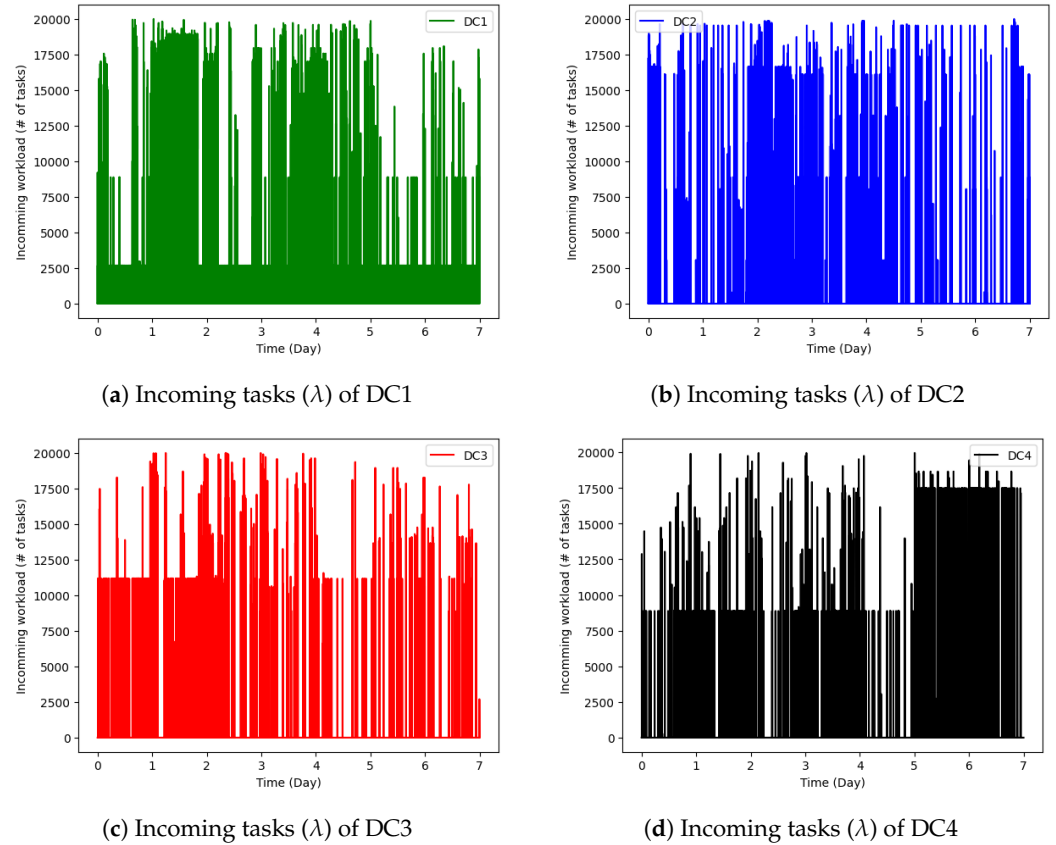 DC1
20000
17500
15000
12500
10000
7500
5000
2500
0
Incomming workload (# of tasks)
0 1 2 3 4 5 6 7
Time (Day)
(a) Incoming tasks (λ) of DC1
DC2
20000
17500
15000
12500
10000
7500
5000
2500
0
Incomming workload (# of tasks)
0 1 2 3 4 5 6 7
Time (Day)
(b) Incoming tasks (λ) of DC2
DC3
20000
17500
15000
12500
10000
7500
5000
2500
0
Incomming workload (# of tasks)
0 1 2 3 4 5 6 7
Time (Day)
(c) Incoming tasks (λ) of DC3
DC4
20000
17500
15000
12500
10000
7500
5000
2500
0
Incomming workload (# of tasks)
0 1 2 3 4 5 6 7
Time (Day)
(d) Incoming tasks (λ) of DC4